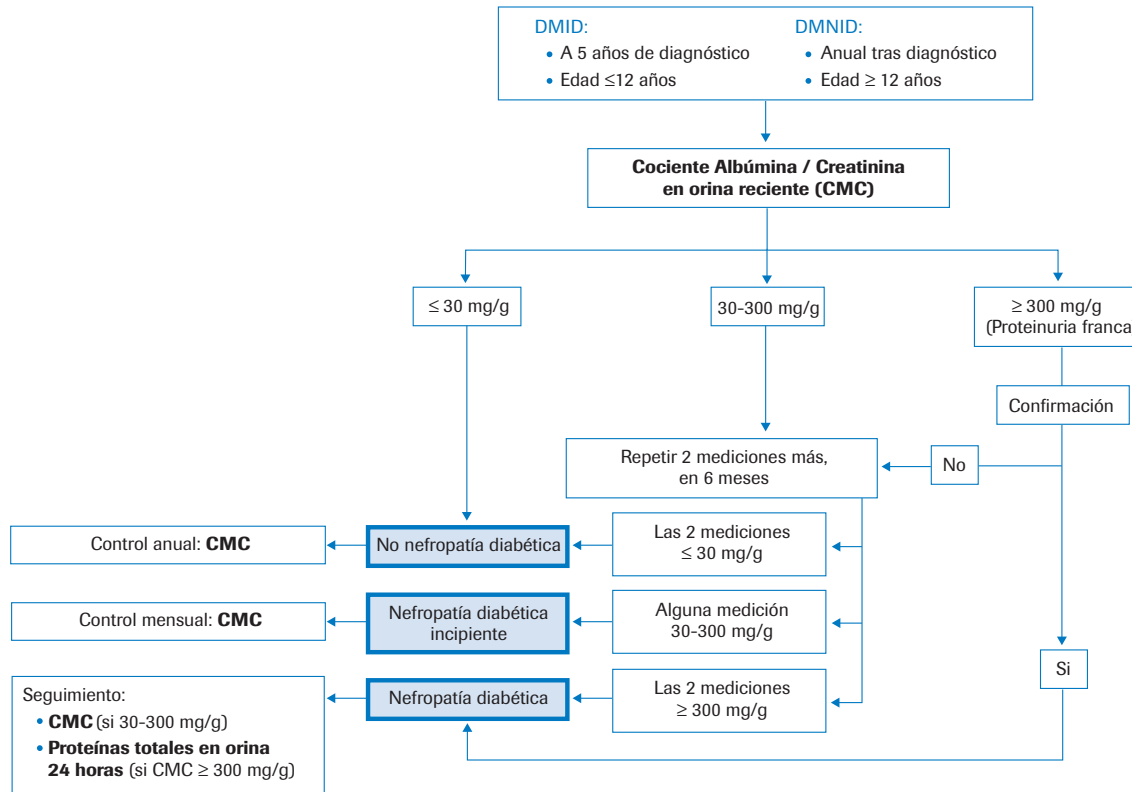 DMID:
• A 5 años de diagnóstico
• Edad ≤12 años
DMNID:
• Anual tras diagnóstico
• Edad ≥ 12 años
Cociente Albúmina / Creatinina
en orina reciente (CMC)
≤ 30 mg/g
30-300 mg/g
≥ 300 mg/g
(Proteinuria franca
Confirmación
Repetir 2 mediciones más,
en 6 meses
No
Control anual: CMC
No nefropatía diabética
Las 2 mediciones
≤ 30 mg/g
Control mensual: CMC
Nefropatía diabética
incipiente
Alguna medición
30-300 mg/g
Si
Seguimiento:
• CMC (si 30-300 mg/g)
• Proteínas totales en orina
24 horas (si CMC ≥ 300 mg/g)
Nefropatía diabética
Las 2 mediciones
≥ 300 mg/g